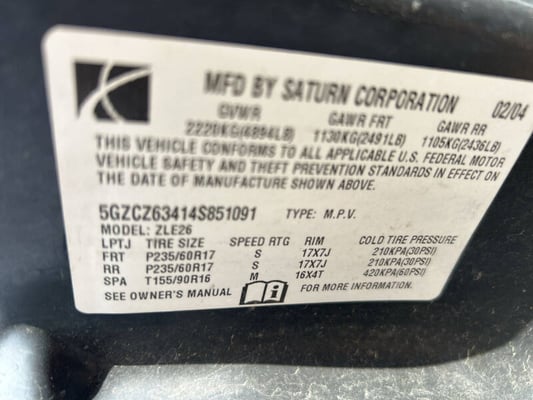 MFD BY SATURN CORPORATION 02/04
GVWR GAWR FRT GAWR RR
2220KG(4894LB) 1130KG(2491LB) 1105KG(2436LB)
THIS VEHICLE CONFORMS TO ALL APPLICABLE U.S. FEDERAL MOTOR
VEHICLE SAFETY AND THEFT PREVENTION STANDARDS IN EFFECT ON
THE DATE OF MANUFACTURE SHOWN ABOVE.
5GZCZ63414S851091 TYPE: M.P.V.
MODEL: ZLE26
LPTJ TIRE SIZE SPEED RTG RIM COLD TIRE PRESSURE
FRT P235/60R17 S 17X7J 210KPA(30PSI)
RR P235/60R17 S 17X7J 210KPA(30PSI)
SPA T155/90R16 M 16X4T 420KPA(60PSI)
SEE OWNER'S MANUAL FOR MORE INFORMATION.